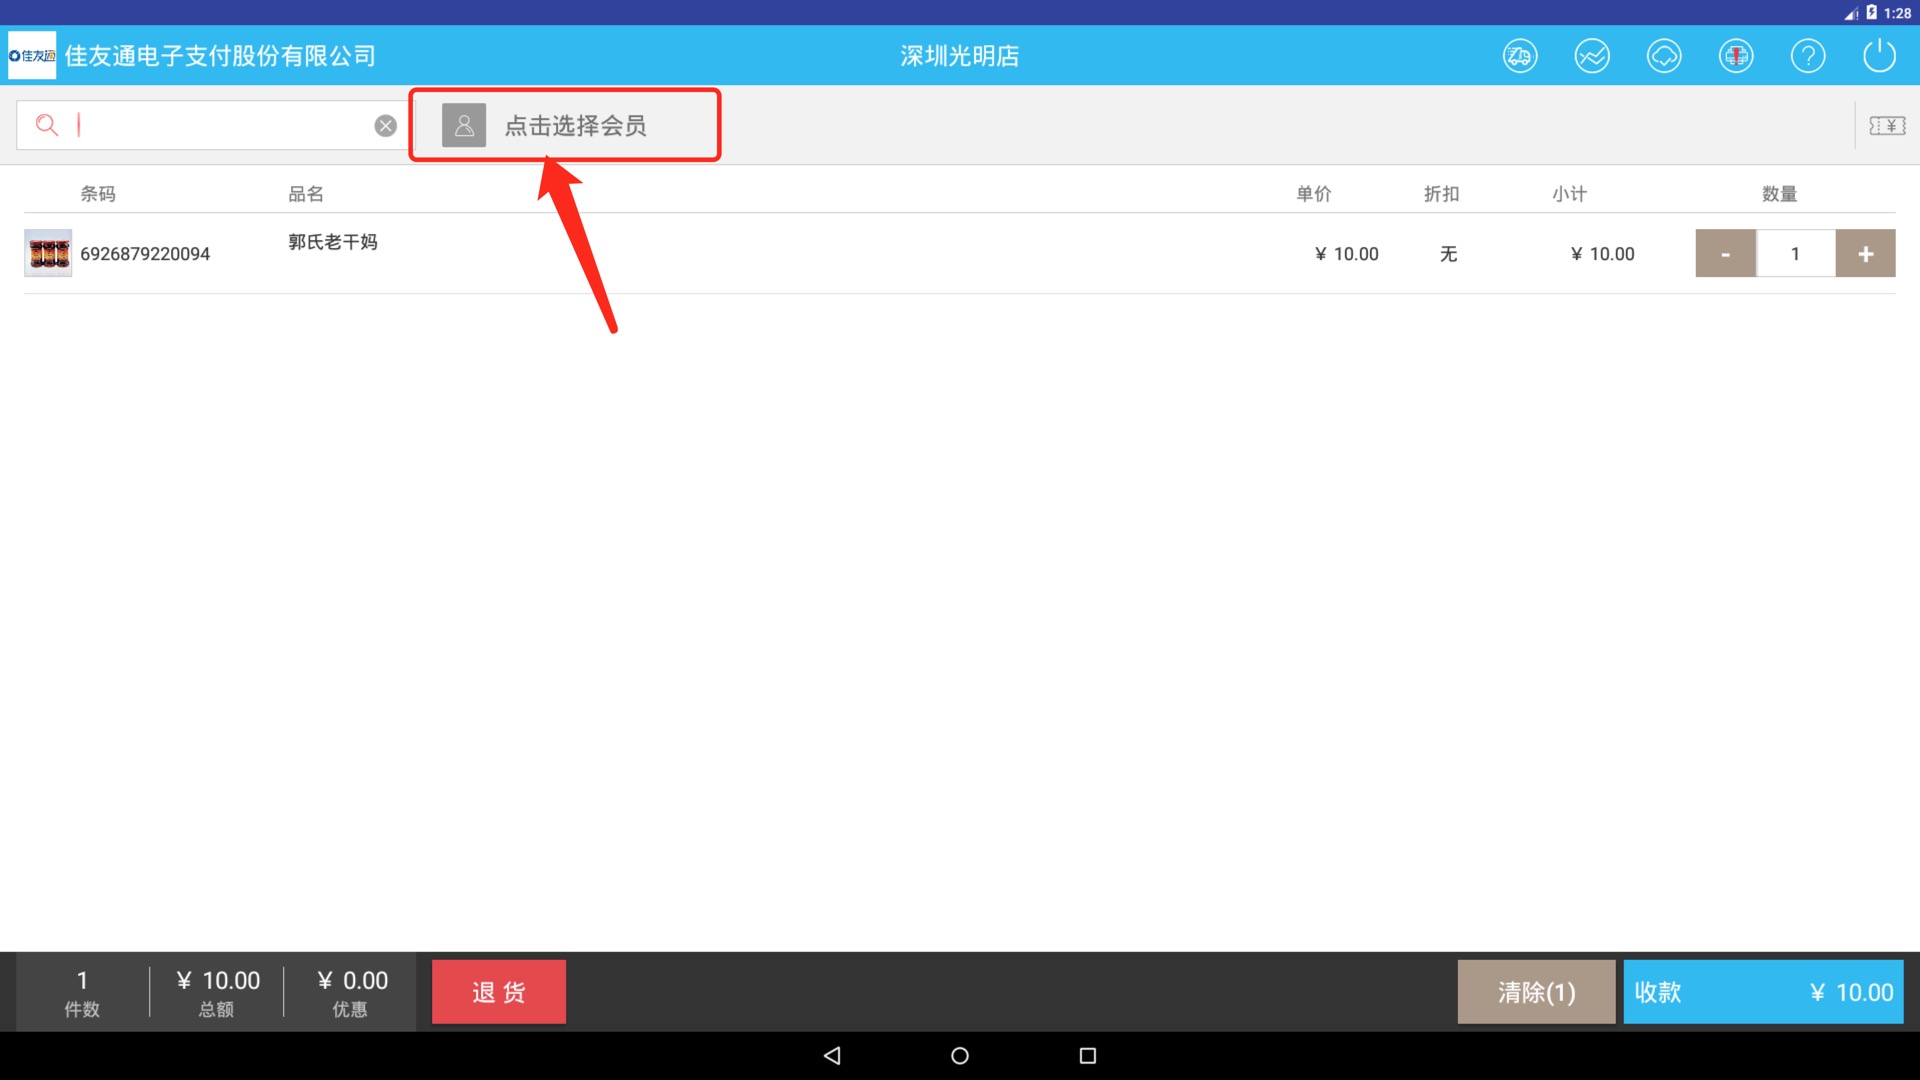 1:28
佳友通
佳友通电子支付股份有限公司
深圳光明店
点击选择会员
条码 品名 单价 折扣 小计 数量
6926879220094 郭氏老干妈 ¥ 10.00 无 ¥ 10.00 - 1 +
1 ¥ 10.00 ¥ 0.00
件数 总额 优惠
退 货
清除(1)
收款 ¥ 10.00